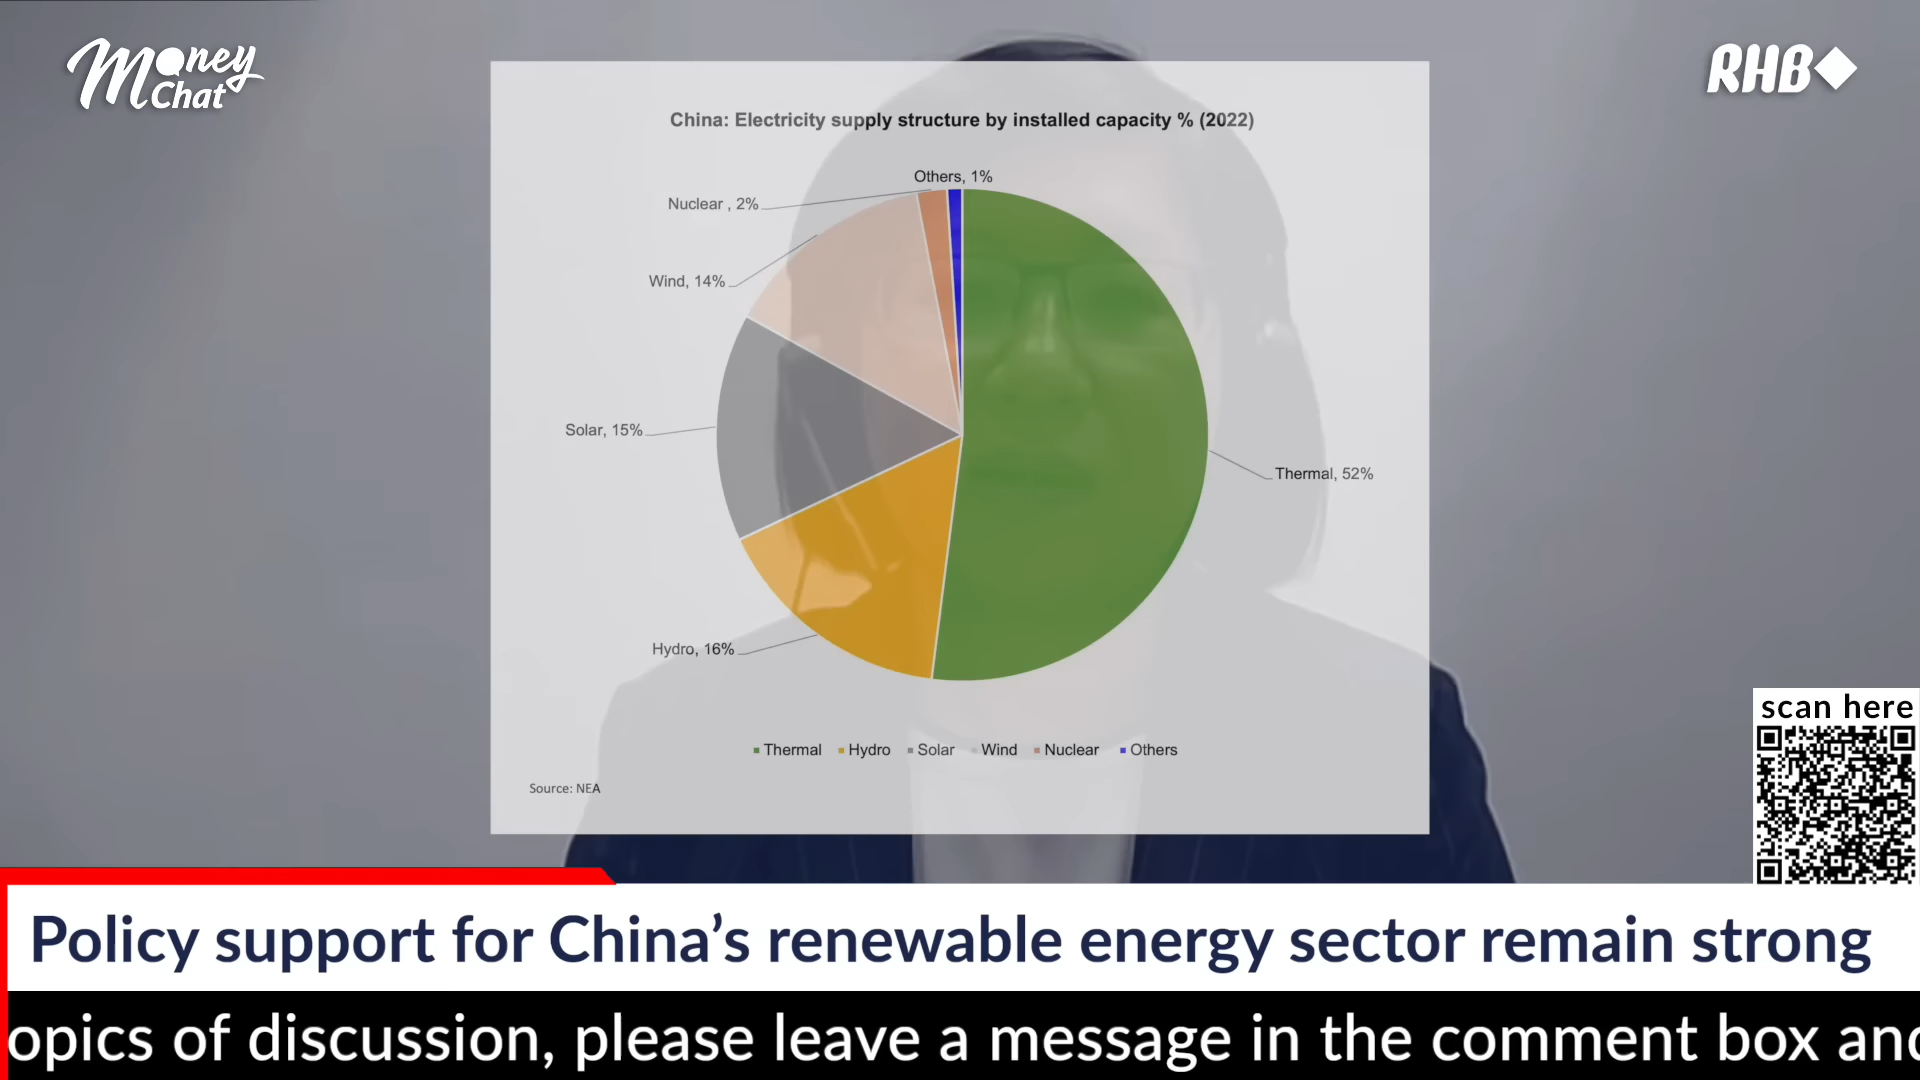 Money
Chat
RHB
China: Electricity supply structure by installed capacity % (2022)
Others, 1%
Nuclear , 2%
Wind, 14%
Solar, 15%
Thermal, 52%
Hydro, 16%
Thermal Hydro Solar Wind Nuclear Others
Source: NEA
scan here
Policy support for China’s renewable energy sector remain strong
opics of discussion, please leave a message in the comment box and